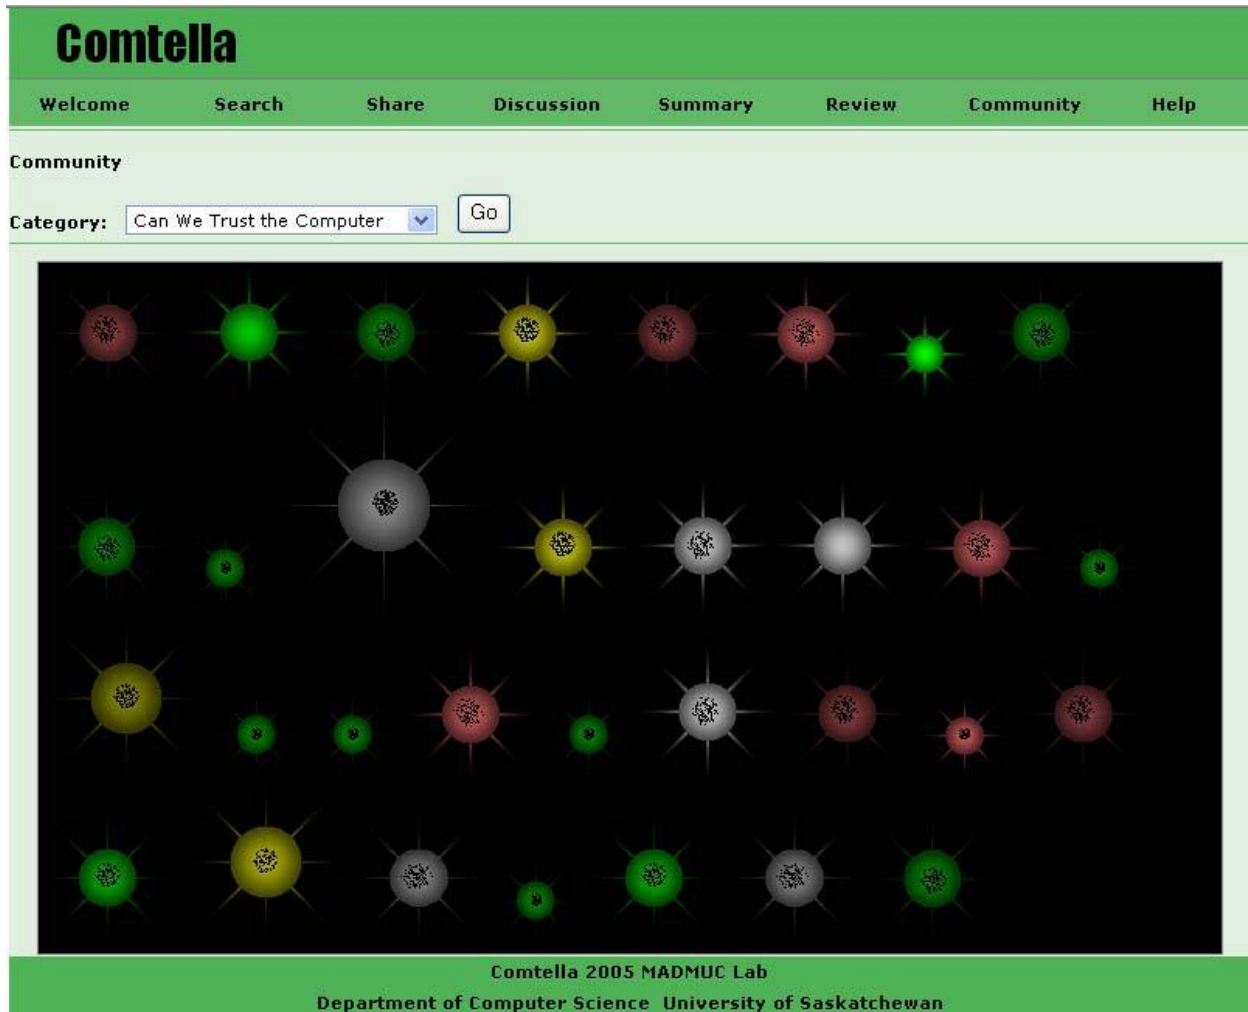 Comtella
Welcome Search Share Discussion Summary Review Community Help
Community
Category: Can We Trust the Computer Go
Comtella 2005 MADMUC Lab
Department of Computer Science University of Saskatchewan